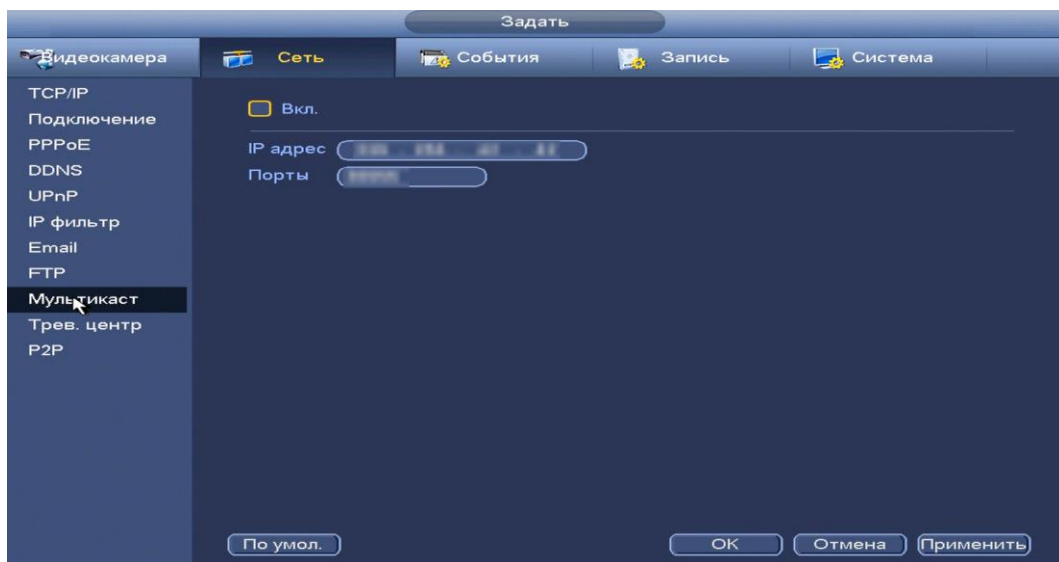 Задать
Видеокамера
Сеть
События
Запись
Система
TCP/IP
Подключение
PPPoE
DDNS
UPnP
IP фильтр
Email
FTP
Мультикаст
Трев. центр
P2P
Вкл.
IP адрес
Порты
По умол.
OK
Отмена
Применить